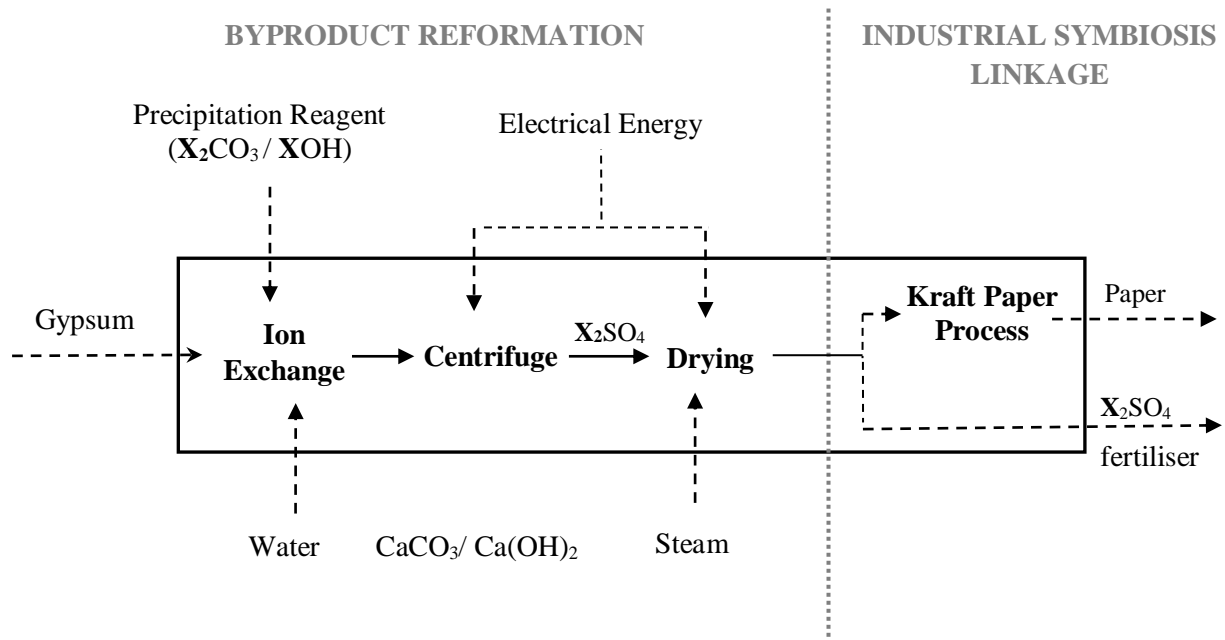 BYPRODUCT REFORMATION
INDUSTRIAL SYMBIOSIS
LINKAGE
Precipitation Reagent
(X₂CO₃ / XOH)
Electrical Energy
Gypsum
Ion
Exchange
Centrifuge
X₂SO₄
Drying
Kraft Paper
Process
Paper
X₂SO₄
fertiliser
Water
CaCO₃/ Ca(OH)₂
Steam